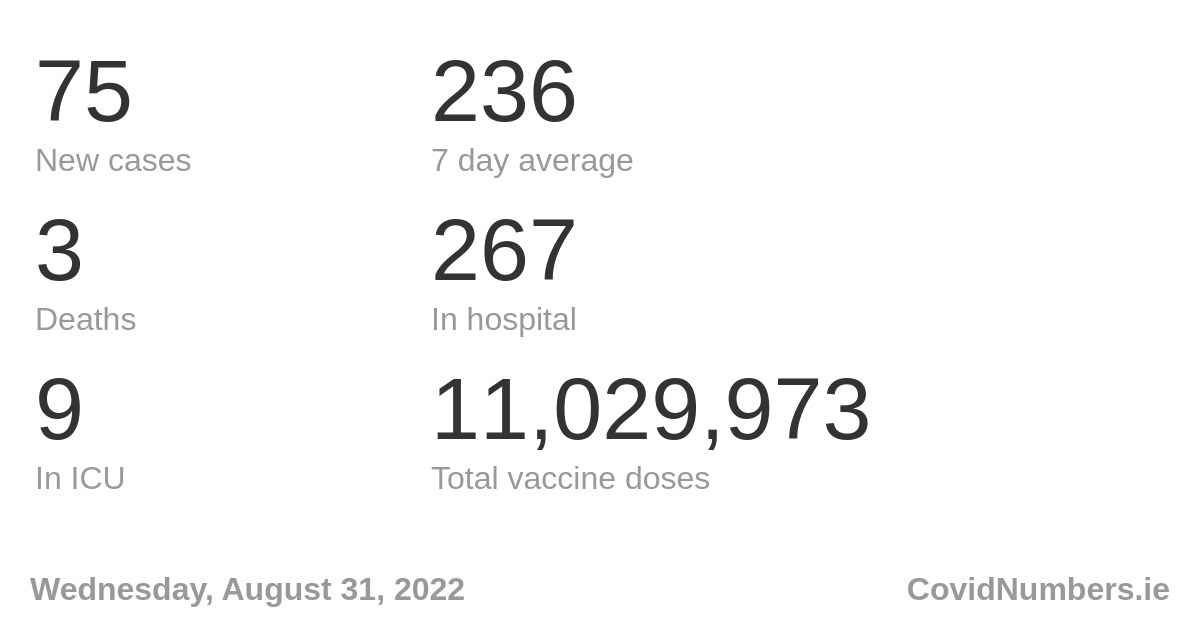 75
236
New cases
7 day average
3
267
Deaths
In hospital
9
11,029,973
In ICU
Total vaccine doses
Wednesday, August 31, 2022
CovidNumbers.ie